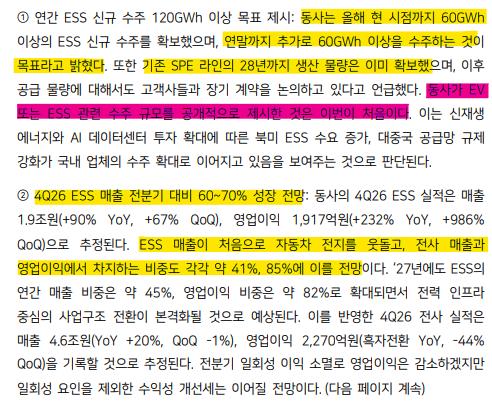 ① 연간 ESS 신규 수주 120GWh 이상 목표 제시: 동사는 올해 현 시점까지 60GWh
이상의 ESS 신규 수주를 확보했으며, 연말까지 추가로 60GWh 이상을 수주하는 것이
목표라고 밝혔다. 또한 기존 SPE 라인의 28년까지 생산 물량은 이미 확보했으며, 이후
공급 물량에 대해서도 고객사들과 장기 계약을 논의하고 있다고 언급했다. 동사가 EV
또는 ESS 관련 수주 규모를 공개적으로 제시한 것은 이번이 처음이다. 이는 신재생
에너지와 AI 데이터센터 투자 확대에 따른 북미 ESS 수요 증가, 대중국 공급망 규제
강화가 국내 업체의 수주 확대로 이어지고 있음을 보여주는 것으로 판단된다.
② 4Q26 ESS 매출 전분기 대비 60~70% 성장 전망: 동사의 4Q26 ESS 실적은 매출
1.9조원(+90% YoY, +67% QoQ), 영업이익 1,917억원(+232% YoY, +986%
QoQ)으로 추정된다. ESS 매출이 처음으로 자동차 전지를 웃돌고, 전사 매출과
영업이익에서 차지하는 비중도 각각 약 41%, 85%에 이를 전망이다. ‘27년에도 ESS의
연간 매출 비중은 약 45%, 영업이익 비중은 약 82%로 확대되면서 전력 인프라
중심의 사업구조 전환이 본격화될 것으로 예상된다. 이를 반영한 4Q26 전사 실적은
매출 4.6조원(YoY +20%, QoQ -1%), 영업이익 2,270억원(흑자전환 YoY, -44%
QoQ)을 기록할 것으로 추정된다. 전분기 일회성 이익 소멸로 영업이익은 감소하겠지만
일회성 요인을 제외한 수익성 개선세는 이어질 전망이다. (다음 페이지 계속)